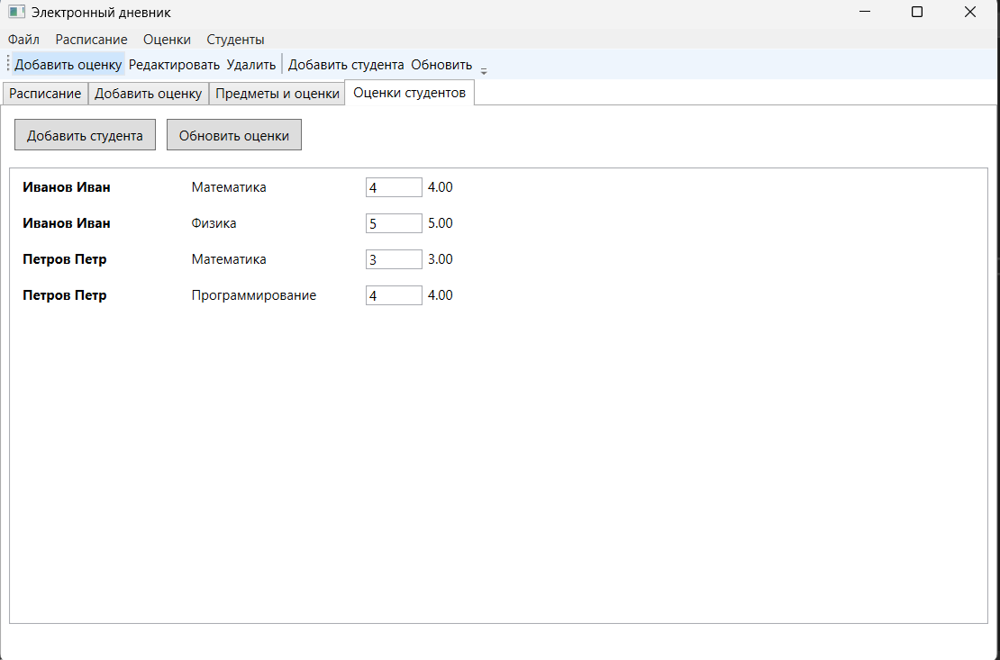 Электронный дневник
Файл Расписание Оценки Студенты
Добавить оценку Редактировать Удалить Добавить студента Обновить
Расписание Добавить оценку Предметы и оценки Оценки студентов
Добавить студента Обновить оценки
Иванов Иван Математика 4 4.00
Иванов Иван Физика 5 5.00
Петров Петр Математика 3 3.00
Петров Петр Программирование 4 4.00